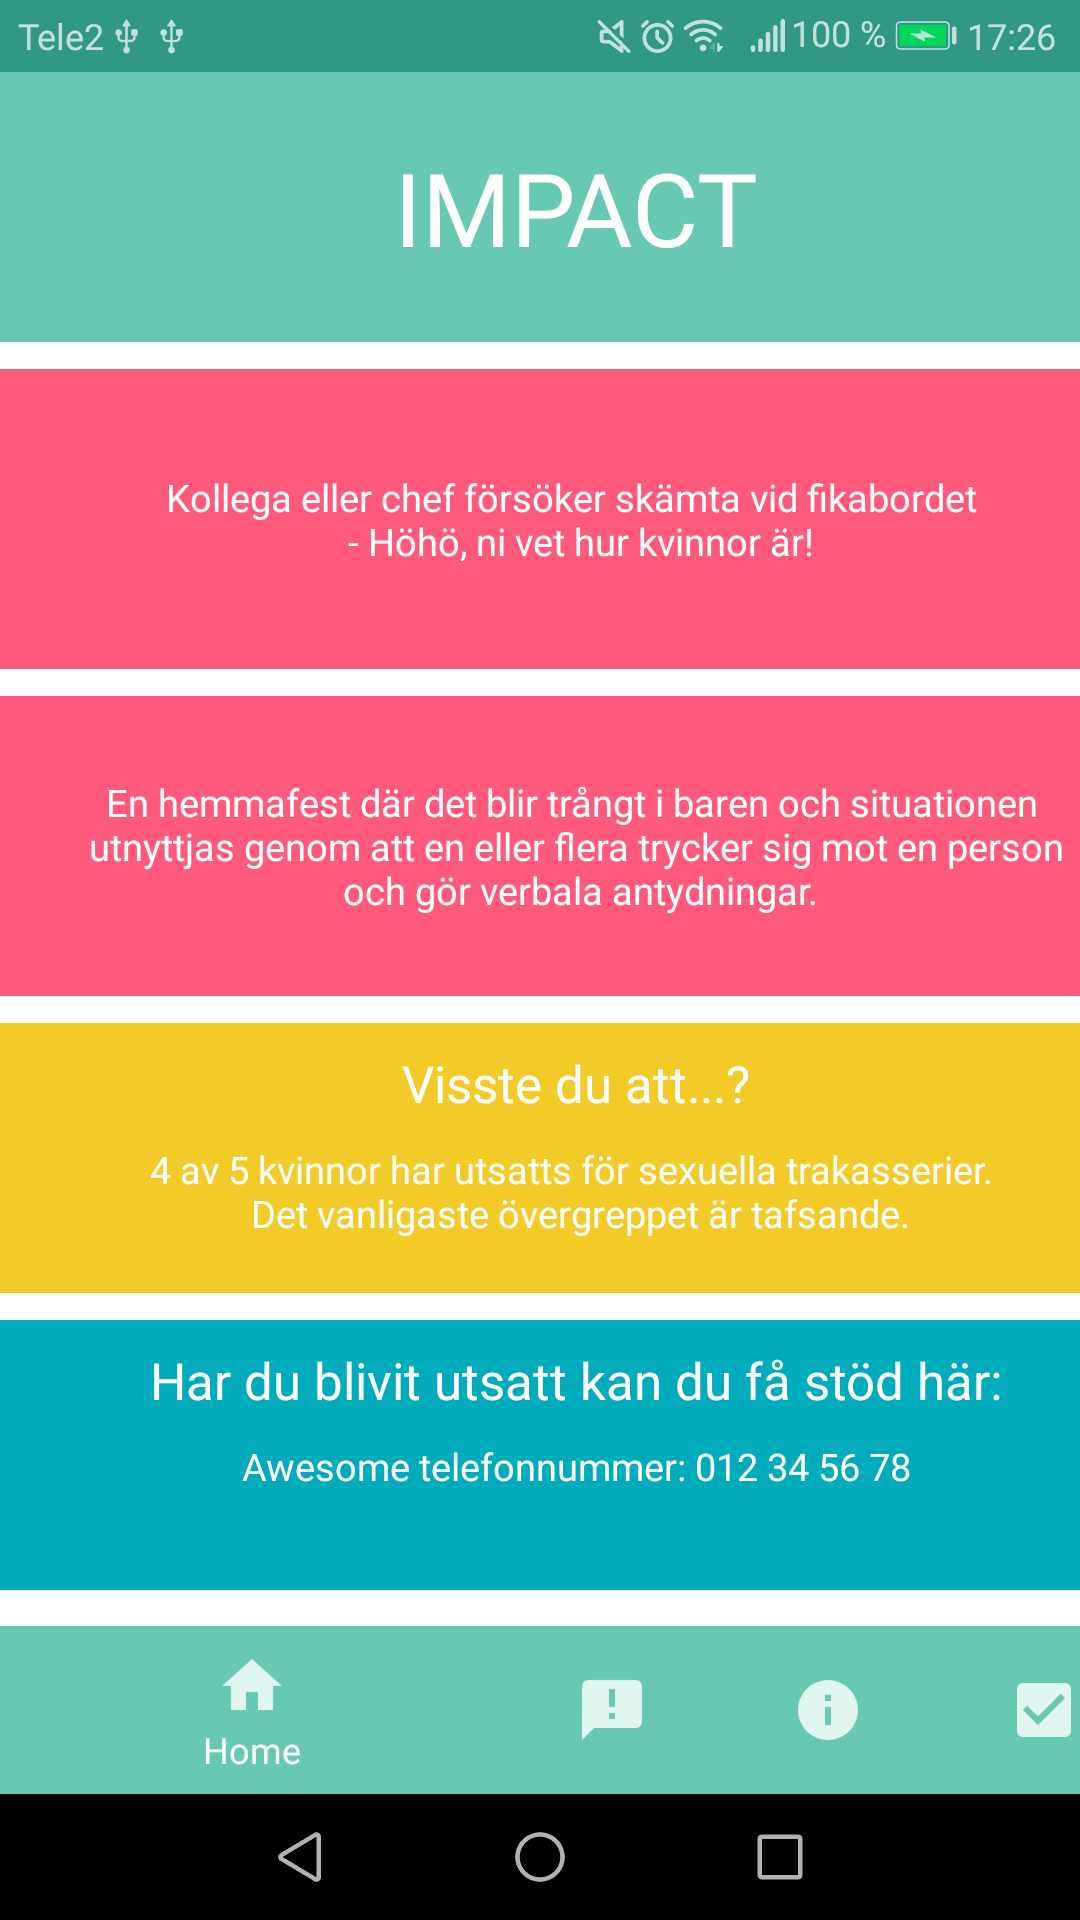 Tele2 100 % 17:26
IMPACT
Kollega eller chef försöker skämta vid fikabordet
- Höhö, ni vet hur kvinnor är!
En hemmafest där det blir trångt i baren och situationen
utnyttjas genom att en eller flera trycker sig mot en person
och gör verbala antydningar.
Visste du att...?
4 av 5 kvinnor har utsatts för sexuella trakasserier.
Det vanligaste övergreppet är tafsande.
Har du blivit utsatt kan du få stöd här:
Awesome telefonnummer: 012 34 56 78
Home